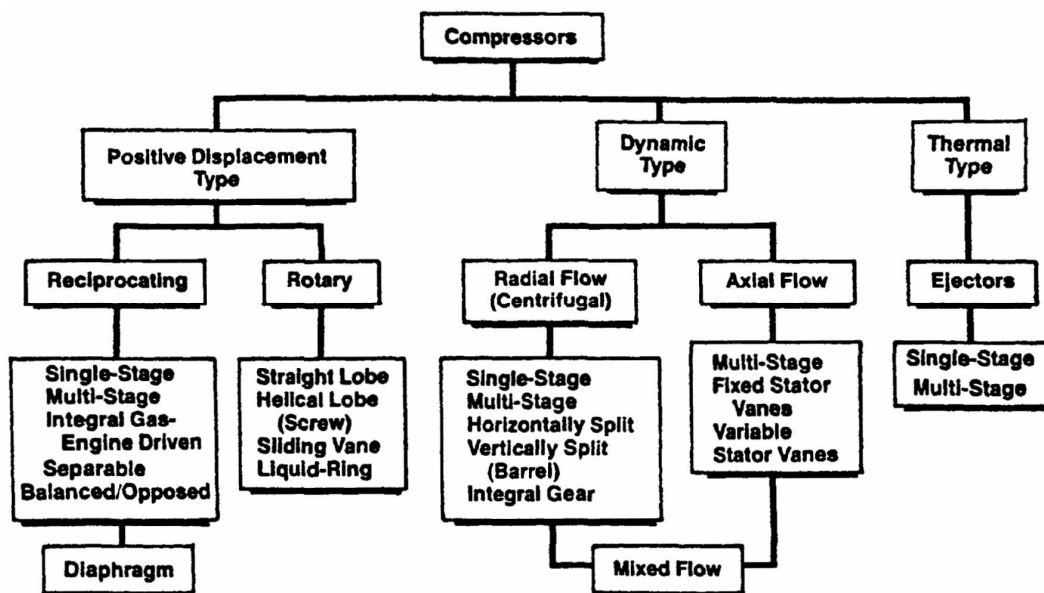 Compressors
Positive Displacement
Type
Dynamic
Type
Thermal
Type
Reciprocating
Rotary
Radial Flow
(Centrifugal)
Axial Flow
Ejectors
Single-Stage
Multi-Stage
Integral Gas-
Engine Driven
Separable
Balanced/Opposed
Straight Lobe
Helical Lobe
(Screw)
Sliding Vane
Liquid-Ring
Single-Stage
Multi-Stage
Horizontally Split
Vertically Split
(Barrel)
Integral Gear
Multi-Stage
Fixed Stator
Vanes
Variable
Stator Vanes
Single-Stage
Multi-Stage
Diaphragm
Mixed Flow